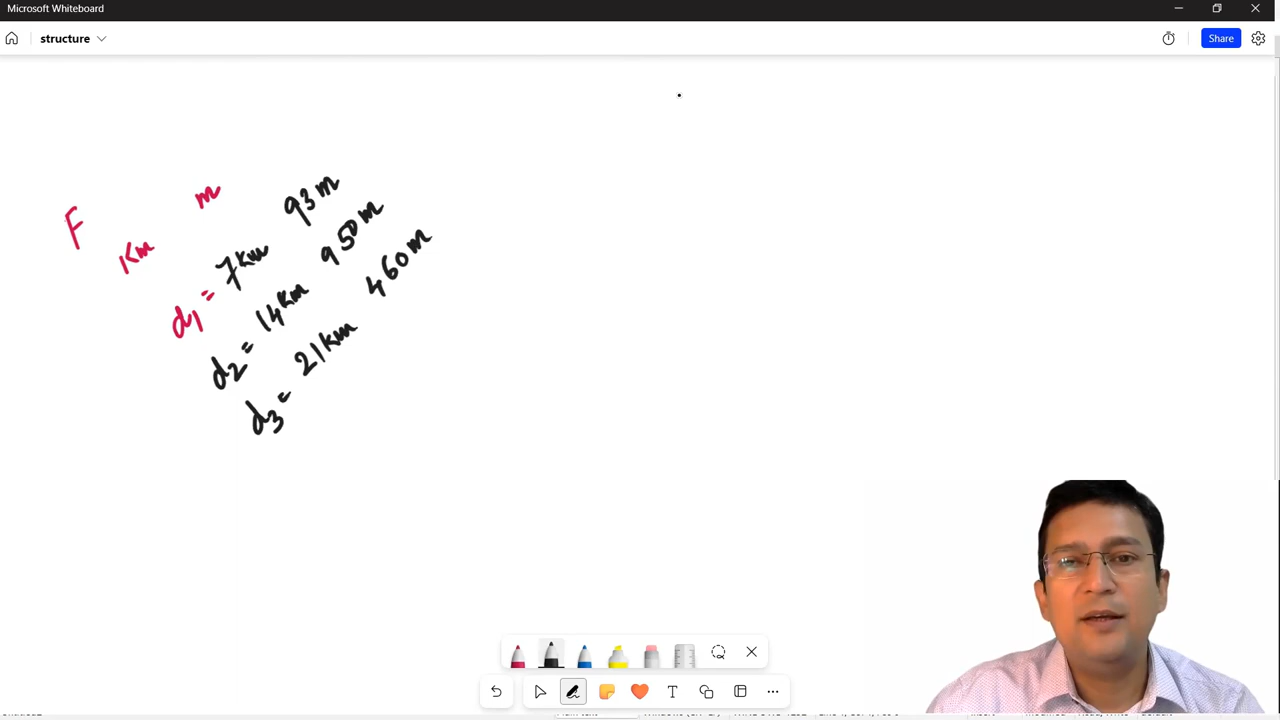 Microsoft Whiteboard
structure
Share
F Km m
d1 = 7km 93m
d2 = 14km 950m
d3 = 21km 460m
T